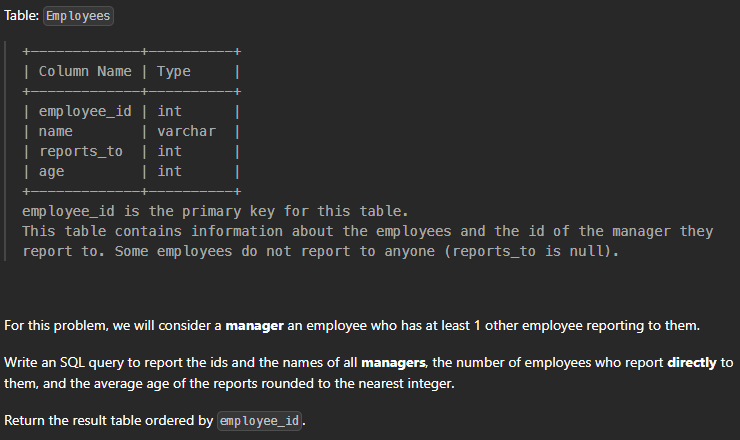 Table: Employees
+-------------+----------+
| Column Name | Type     |
+-------------+----------+
| employee_id | int      |
| name        | varchar  |
| reports_to  | int      |
| age         | int      |
+-------------+----------+
employee_id is the primary key for this table.
This table contains information about the employees and the id of the manager they
report to. Some employees do not report to anyone (reports_to is null).
For this problem, we will consider a manager an employee who has at least 1 other employee reporting to them.
Write an SQL query to report the ids and the names of all managers, the number of employees who report directly to
them, and the average age of the reports rounded to the nearest integer.
Return the result table ordered by employee_id.